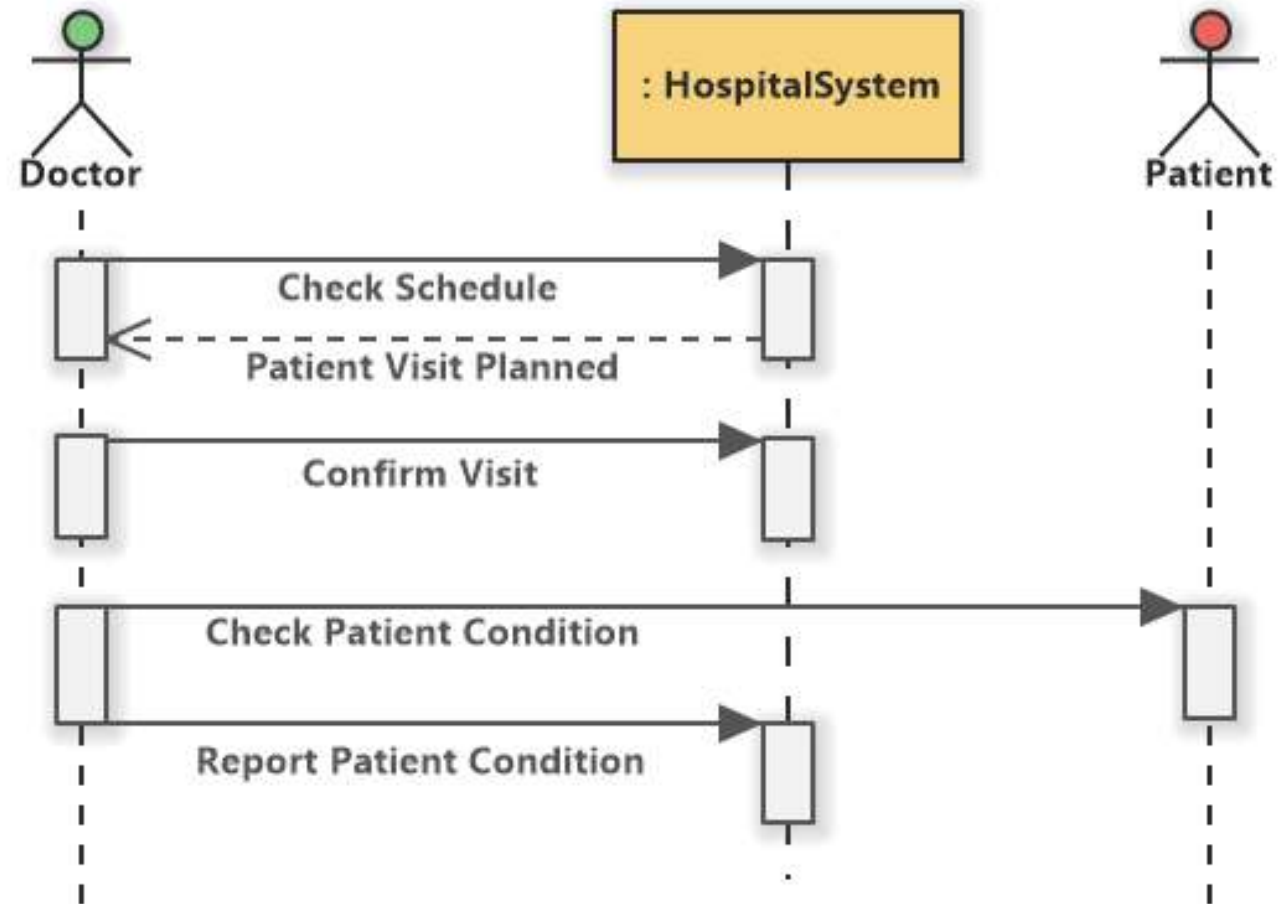 Doctor
: HospitalSystem
Patient
Check Schedule
Patient Visit Planned
Confirm Visit
Check Patient Condition
Report Patient Condition